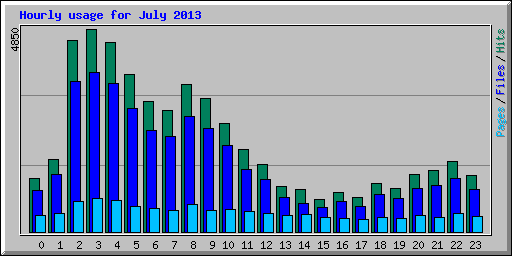 Hourly usage for July 2013
4850
Pages/Files/Hits
0 1 2 3 4 5 6 7 8 9 10 11 12 13 14 15 16 17 18 19 20 21 22 23